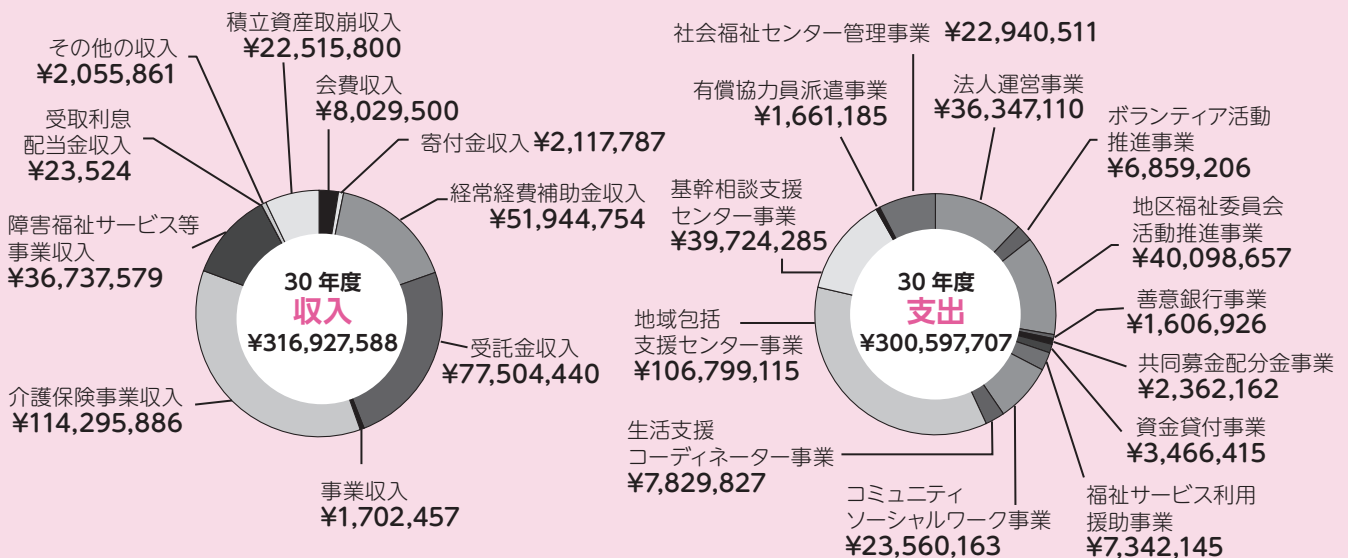 積立資産取崩収入
¥22,515,800
その他の収入
¥2,055,861
会費収入
¥8,029,500
受取利息
配当金収入
¥23,524
寄付金収入 ¥2,117,787
経常経費補助金収入
¥51,944,754
障害福祉サービス等
事業収入
¥36,737,579
30 年度
収入
¥316,927,588
受託金収入
¥77,504,440
介護保険事業収入
¥114,295,886
事業収入
¥1,702,457
社会福祉センター管理事業 ¥22,940,511
有償協力員派遣事業
¥1,661,185
法人運営事業
¥36,347,110
ボランティア活動
推進事業
¥6,859,206
基幹相談支援
センター事業
¥39,724,285
地区福祉委員会
活動推進事業
¥40,098,657
30 年度
支出
¥300,597,707
善意銀行事業
¥1,606,926
地域包括
支援センター事業
¥106,799,115
共同募金配分金事業
¥2,362,162
資金貸付事業
¥3,466,415
生活支援
コーディネーター事業
¥7,829,827
コミュニティ
ソーシャルワーク事業
¥23,560,163
福祉サービス利用
援助事業
¥7,342,145